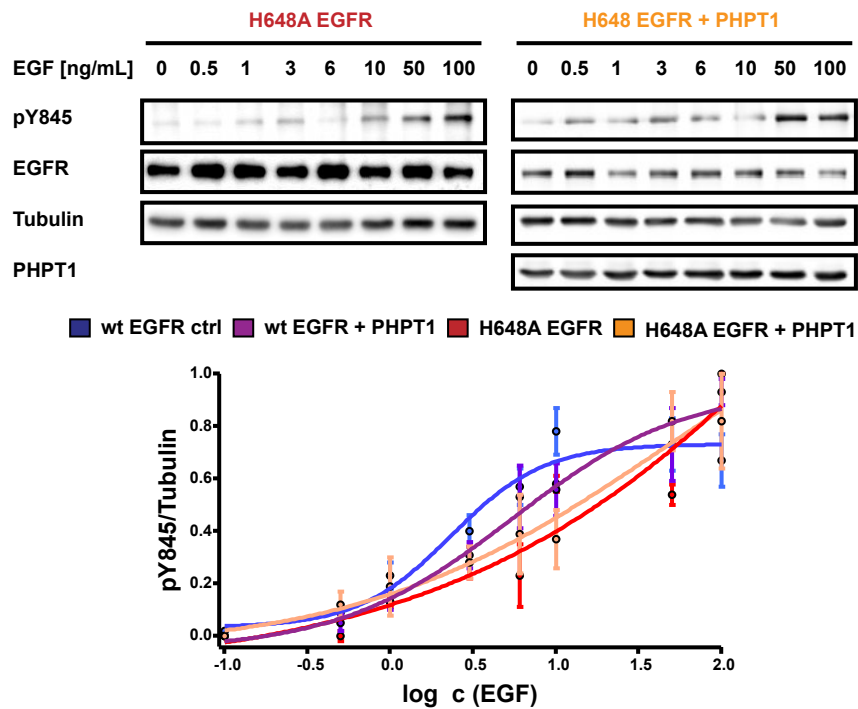 H648A EGFR H648 EGFR + PHPT1
EGF [ng/mL] 0 0.5 1 3 6 10 50 100 0 0.5 1 3 6 10 50 100
pY845
EGFR
Tubulin
PHPT1
wt EGFR ctrl wt EGFR + PHPT1 H648A EGFR H648A EGFR + PHPT1
1.0
0.8
0.6
0.4
0.2
0.0
pY845/Tubulin
-1.0 -0.5 0.0 0.5 1.0 1.5 2.0
log c (EGF)